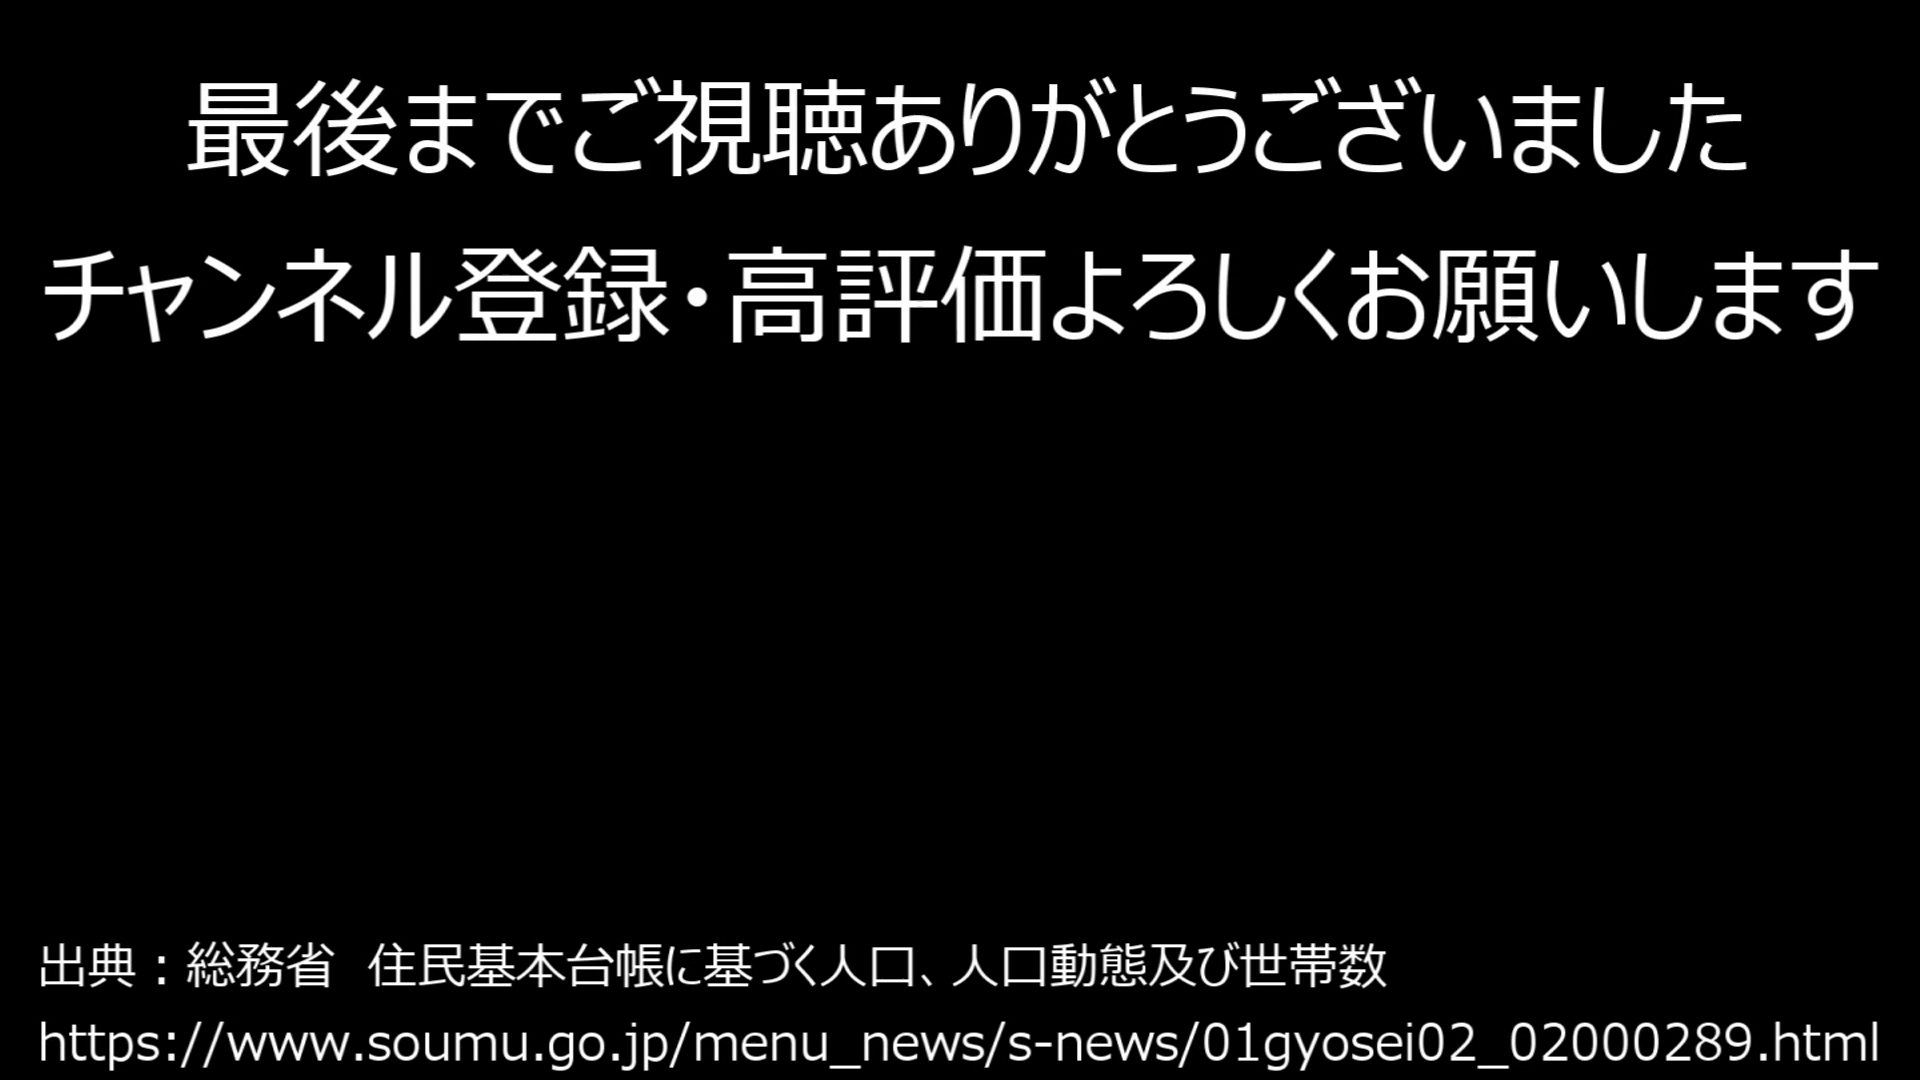 最後までご視聴ありがとうございました
チャンネル登録・高評価よろしくお願いします
出典：総務省　住民基本台帳に基づく人口、人口動態及び世帯数
https://www.soumu.go.jp/menu_news/s-news/01gyosei02_02000289.html